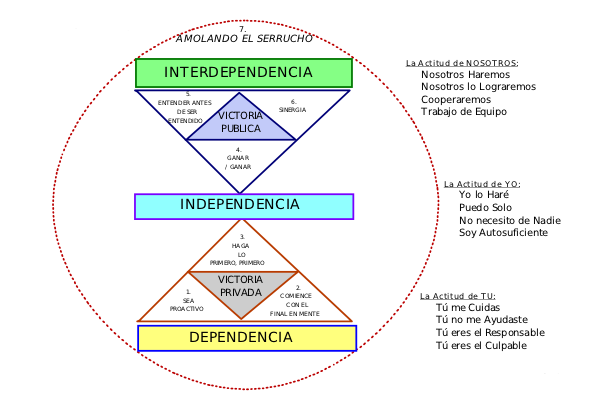 7.
AMOLANDO EL SERRUCHO
INTERDEPENDENCIA
5.
ENTENDER ANTES
DE SER
ENTENDIDO
6.
SINERGIA
VICTORIA
PUBLICA
4.
GANAR
/ GANAR
INDEPENDENCIA
3.
HAGA
LO
PRIMERO, PRIMERO
VICTORIA
PRIVADA
1.
SEA
PROACTIVO
2.
COMIENCE
CON EL
FINAL EN MENTE
DEPENDENCIA
La Actitud de NOSOTROS:
Nosotros Haremos
Nosotros lo Lograremos
Cooperaremos
Trabajo de Equipo
La Actitud de YO:
Yo lo Haré
Puedo Solo
No necesito de Nadie
Soy Autosuficiente
La Actitud de TU:
Tú me Cuidas
Tú no me Ayudaste
Tú eres el Responsable
Tú eres el Culpable